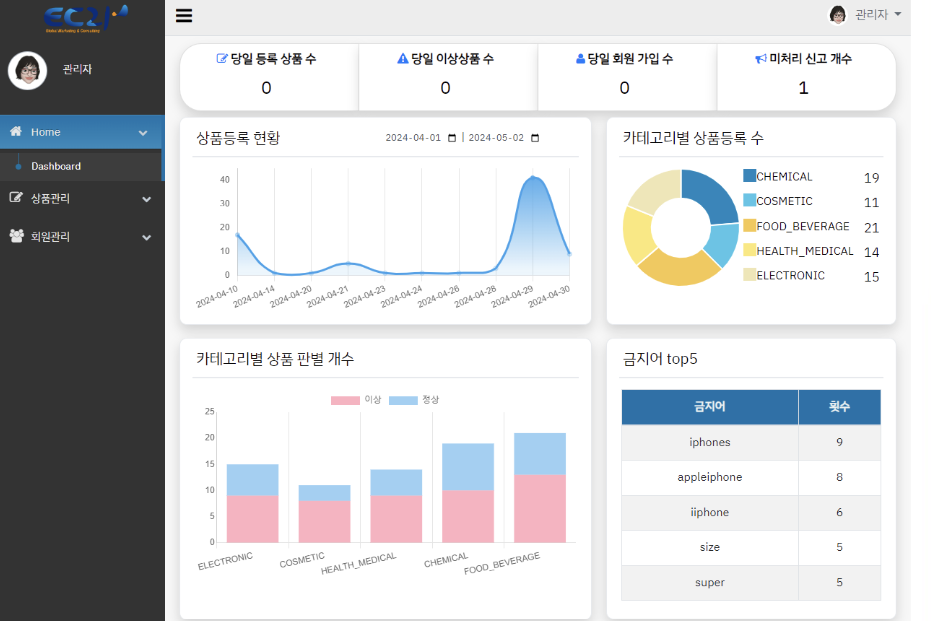 EC21
Global Marketing & Consulting
관리자
관리자
Home
Dashboard
상품관리
회원관리
당일 등록 상품 수
0
당일 이상상품 수
0
당일 회원 가입 수
0
미처리 신고 개수
1
상품등록 현황
2024-04-01 | 2024-05-02
40
30
20
10
0
2024-04-10
2024-04-14
2024-04-20
2024-04-21
2024-04-23
2024-04-24
2024-04-26
2024-04-28
2024-04-29
2024-04-30
카테고리별 상품등록 수
CHEMICAL 19
COSMETIC 11
FOOD_BEVERAGE 21
HEALTH_MEDICAL 14
ELECTRONIC 15
카테고리별 상품 판별 개수
이상 정상
25
20
15
10
5
0
ELECTRONIC
COSMETIC
HEALTH_MEDICAL
CHEMICAL
FOOD_BEVERAGE
금지어 top5
금지어 횟수
iphones 9
appleiphone 8
iiphone 6
size 5
super 5